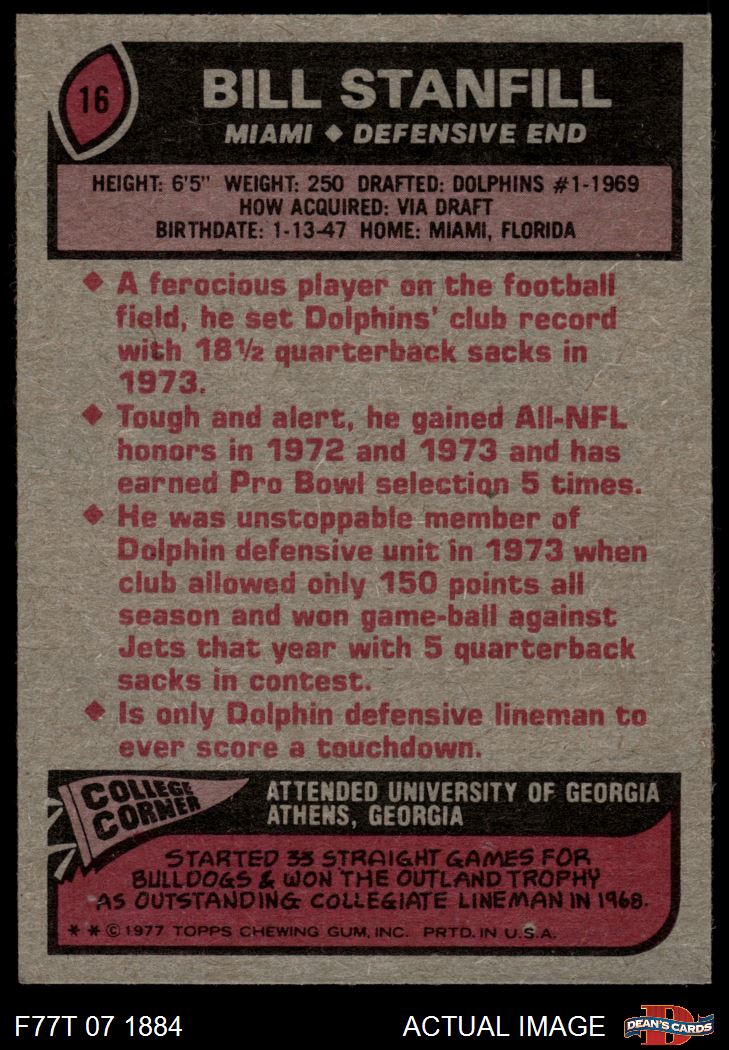 16
BILL STANFILL
MIAMI ♦ DEFENSIVE END
HEIGHT: 6'5" WEIGHT: 250 DRAFTED: DOLPHINS #1-1969
HOW ACQUIRED: VIA DRAFT
BIRTHDATE: 1-13-47 HOME: MIAMI, FLORIDA
♦ A ferocious player on the football
field, he set Dolphins' club record
with 18½ quarterback sacks in
1973.
♦ Tough and alert, he gained All-NFL
honors in 1972 and 1973 and has
earned Pro Bowl selection 5 times.
♦ He was unstoppable member of
Dolphin defensive unit in 1973 when
club allowed only 150 points all
season and won game-ball against
Jets that year with 5 quarterback
sacks in contest.
♦ Is only Dolphin defensive lineman to
ever score a touchdown.
COLLEGE
CORNER
ATTENDED UNIVERSITY OF GEORGIA
ATHENS, GEORGIA
STARTED 33 STRAIGHT GAMES FOR
BULLDOGS & WON THE OUTLAND TROPHY
AS OUTSTANDING COLLEGIATE LINEMAN IN 1968.
* * © 1977 TOPPS CHEWING GUM, INC. PRTD. IN U.S.A.
F77T 07 1884 ACTUAL IMAGE D DEAN'S CARDS